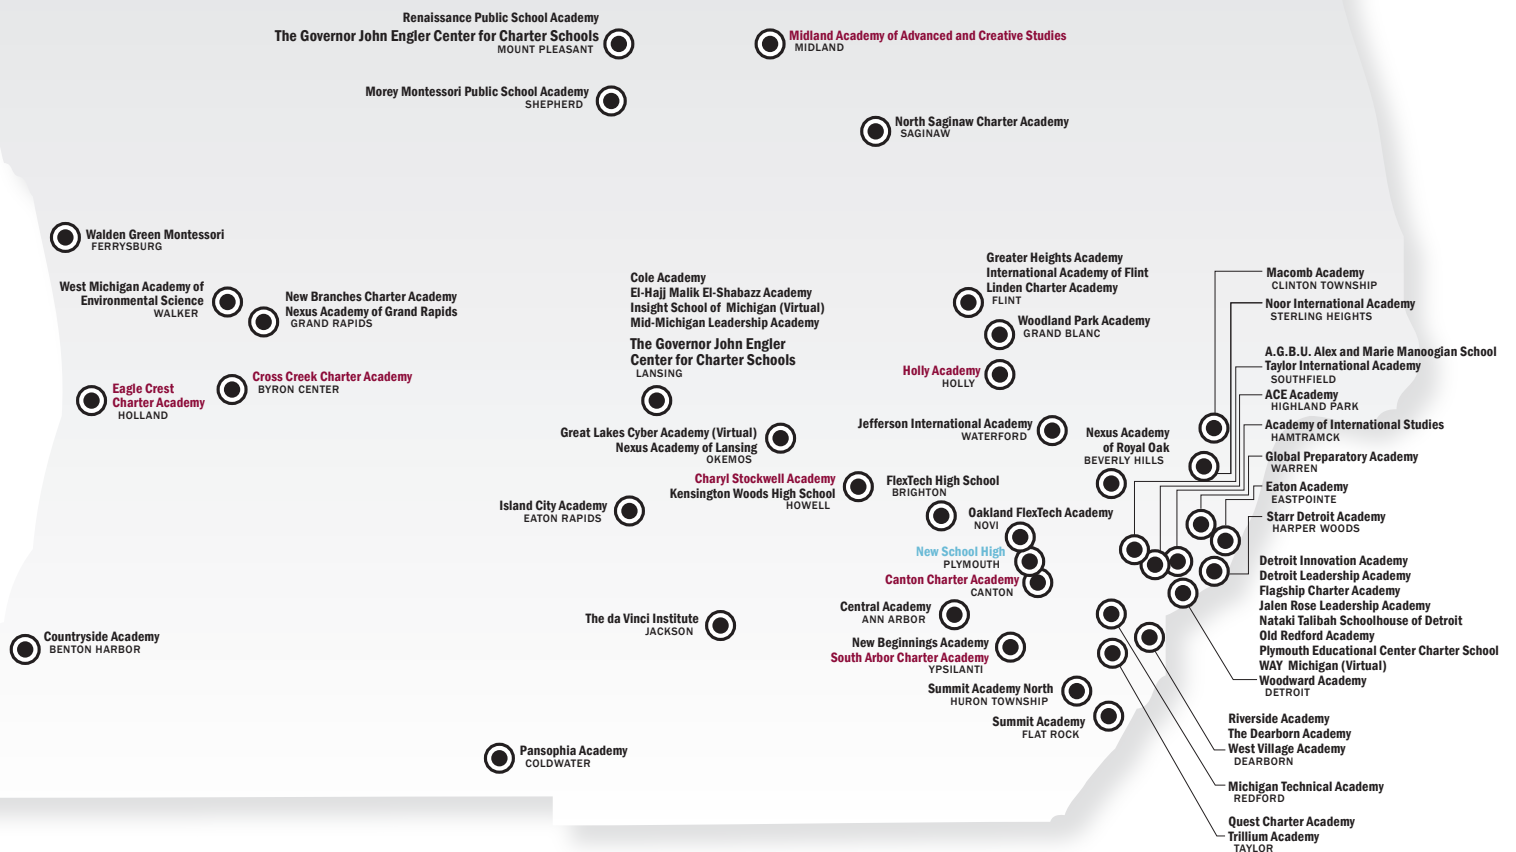 Renaissance Public School Academy
The Governor John Engler Center for Charter Schools
MOUNT PLEASANT
Midland Academy of Advanced and Creative Studies
MIDLAND
Morey Montessori Public School Academy
SHEPHERD
North Saginaw Charter Academy
SAGINAW
Walden Green Montessori
FERRYSBURG
West Michigan Academy of
Environmental Science
WALKER
New Branches Charter Academy
Nexus Academy of Grand Rapids
GRAND RAPIDS
Eagle Crest
Charter Academy
HOLLAND
Cross Creek Charter Academy
BYRON CENTER
Cole Academy
El-Hajj Malik El-Shabazz Academy
Insight School of Michigan (Virtual)
Mid-Michigan Leadership Academy
The Governor John Engler
Center for Charter Schools
LANSING
Greater Heights Academy
International Academy of Flint
Linden Charter Academy
FLINT
Woodland Park Academy
GRAND BLANC
Holly Academy
HOLLY
Jefferson International Academy
WATERFORD
Nexus Academy
of Royal Oak
BEVERLY HILLS
Great Lakes Cyber Academy (Virtual)
Nexus Academy of Lansing
OKEMOS
Charyl Stockwell Academy
Kensington Woods High School
HOWELL
FlexTech High School
BRIGHTON
Island City Academy
EATON RAPIDS
Oakland FlexTech Academy
NOVI
New School High
PLYMOUTH
Canton Charter Academy
CANTON
Central Academy
ANN ARBOR
The da Vinci Institute
JACKSON
New Beginnings Academy
South Arbor Charter Academy
YPSILANTI
Countryside Academy
BENTON HARBOR
Summit Academy North
HURON TOWNSHIP
Summit Academy
FLAT ROCK
Pansophia Academy
COLDWATER
Macomb Academy
CLINTON TOWNSHIP
Noor International Academy
STERLING HEIGHTS
A.G.B.U. Alex and Marie Manoogian School
Taylor International Academy
SOUTHFIELD
ACE Academy
HIGHLAND PARK
Academy of International Studies
HAMTRAMCK
Global Preparatory Academy
WARREN
Eaton Academy
EASTPOINTE
Starr Detroit Academy
HARPER WOODS
Detroit Innovation Academy
Detroit Leadership Academy
Flagship Charter Academy
Jalen Rose Leadership Academy
Nataki Talibah Schoolhouse of Detroit
Old Redford Academy
Plymouth Educational Center Charter School
WAY Michigan (Virtual)
Woodward Academy
DETROIT
Riverside Academy
The Dearborn Academy
West Village Academy
DEARBORN
Michigan Technical Academy
REDFORD
Quest Charter Academy
Trillium Academy
TAYLOR